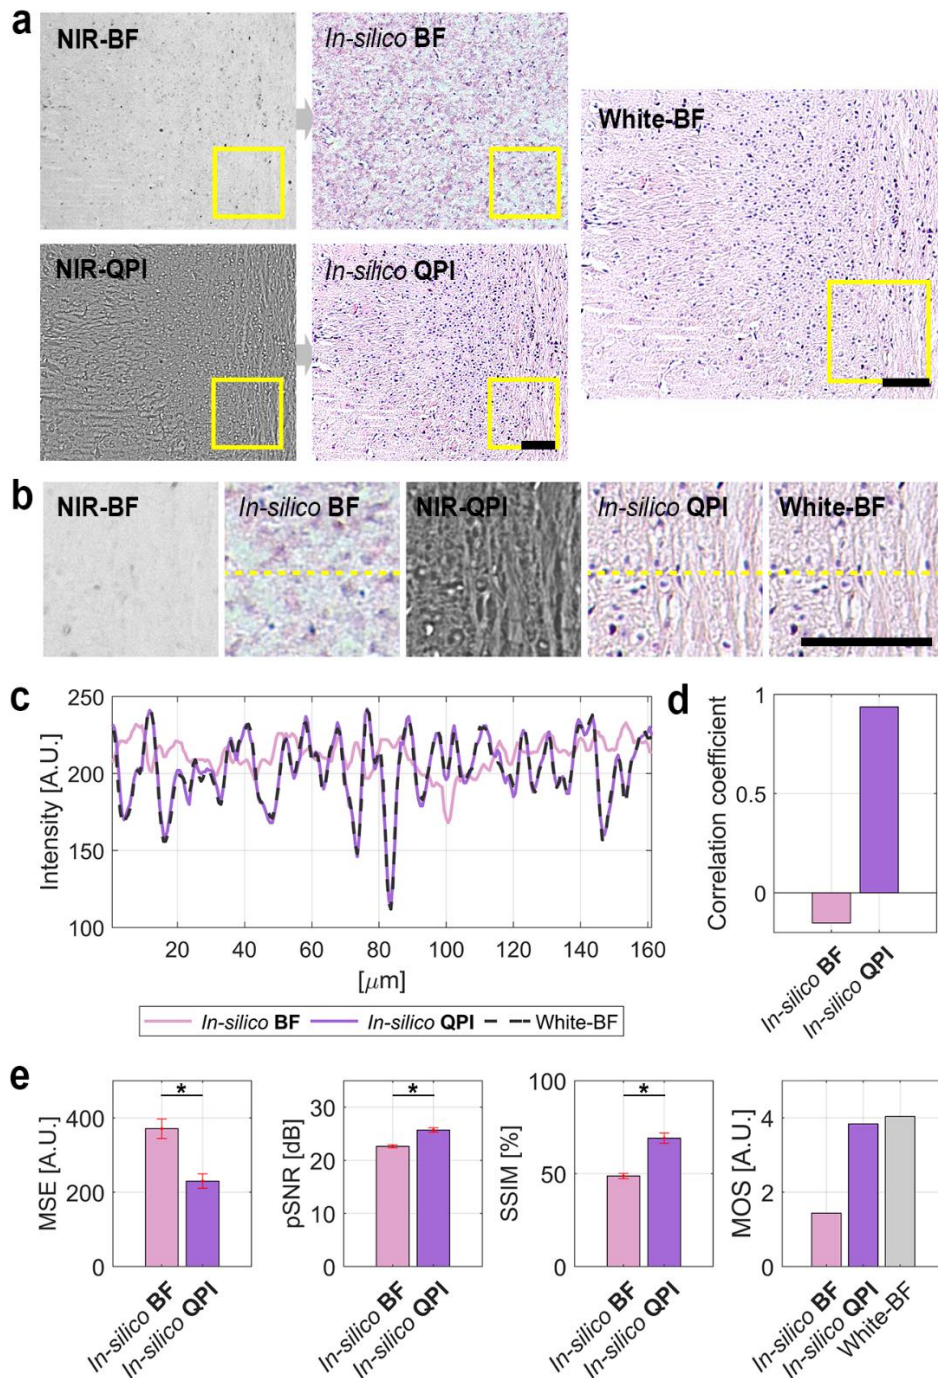 a
NIR-BF
In-silico BF
White-BF
NIR-QPI
In-silico QPI
b
NIR-BF
In-silico BF
NIR-QPI
In-silico QPI
White-BF
c
250
200
150
100
Intensity [A.U.]
20 40 60 80 100 120 140 160
[μm]
In-silico BF In-silico QPI White-BF
d
1
0.5
0
Correlation coefficient
In-silico BF
In-silico QPI
e
400
200
0
MSE [A.U.]
*
In-silico BF
In-silico QPI
30
20
10
0
pSNR [dB]
*
In-silico BF
In-silico QPI
100
50
0
SSIM [%]
*
In-silico BF
In-silico QPI
4
2
0
MOS [A.U.]
In-silico BF
In-silico QPI
White-BF